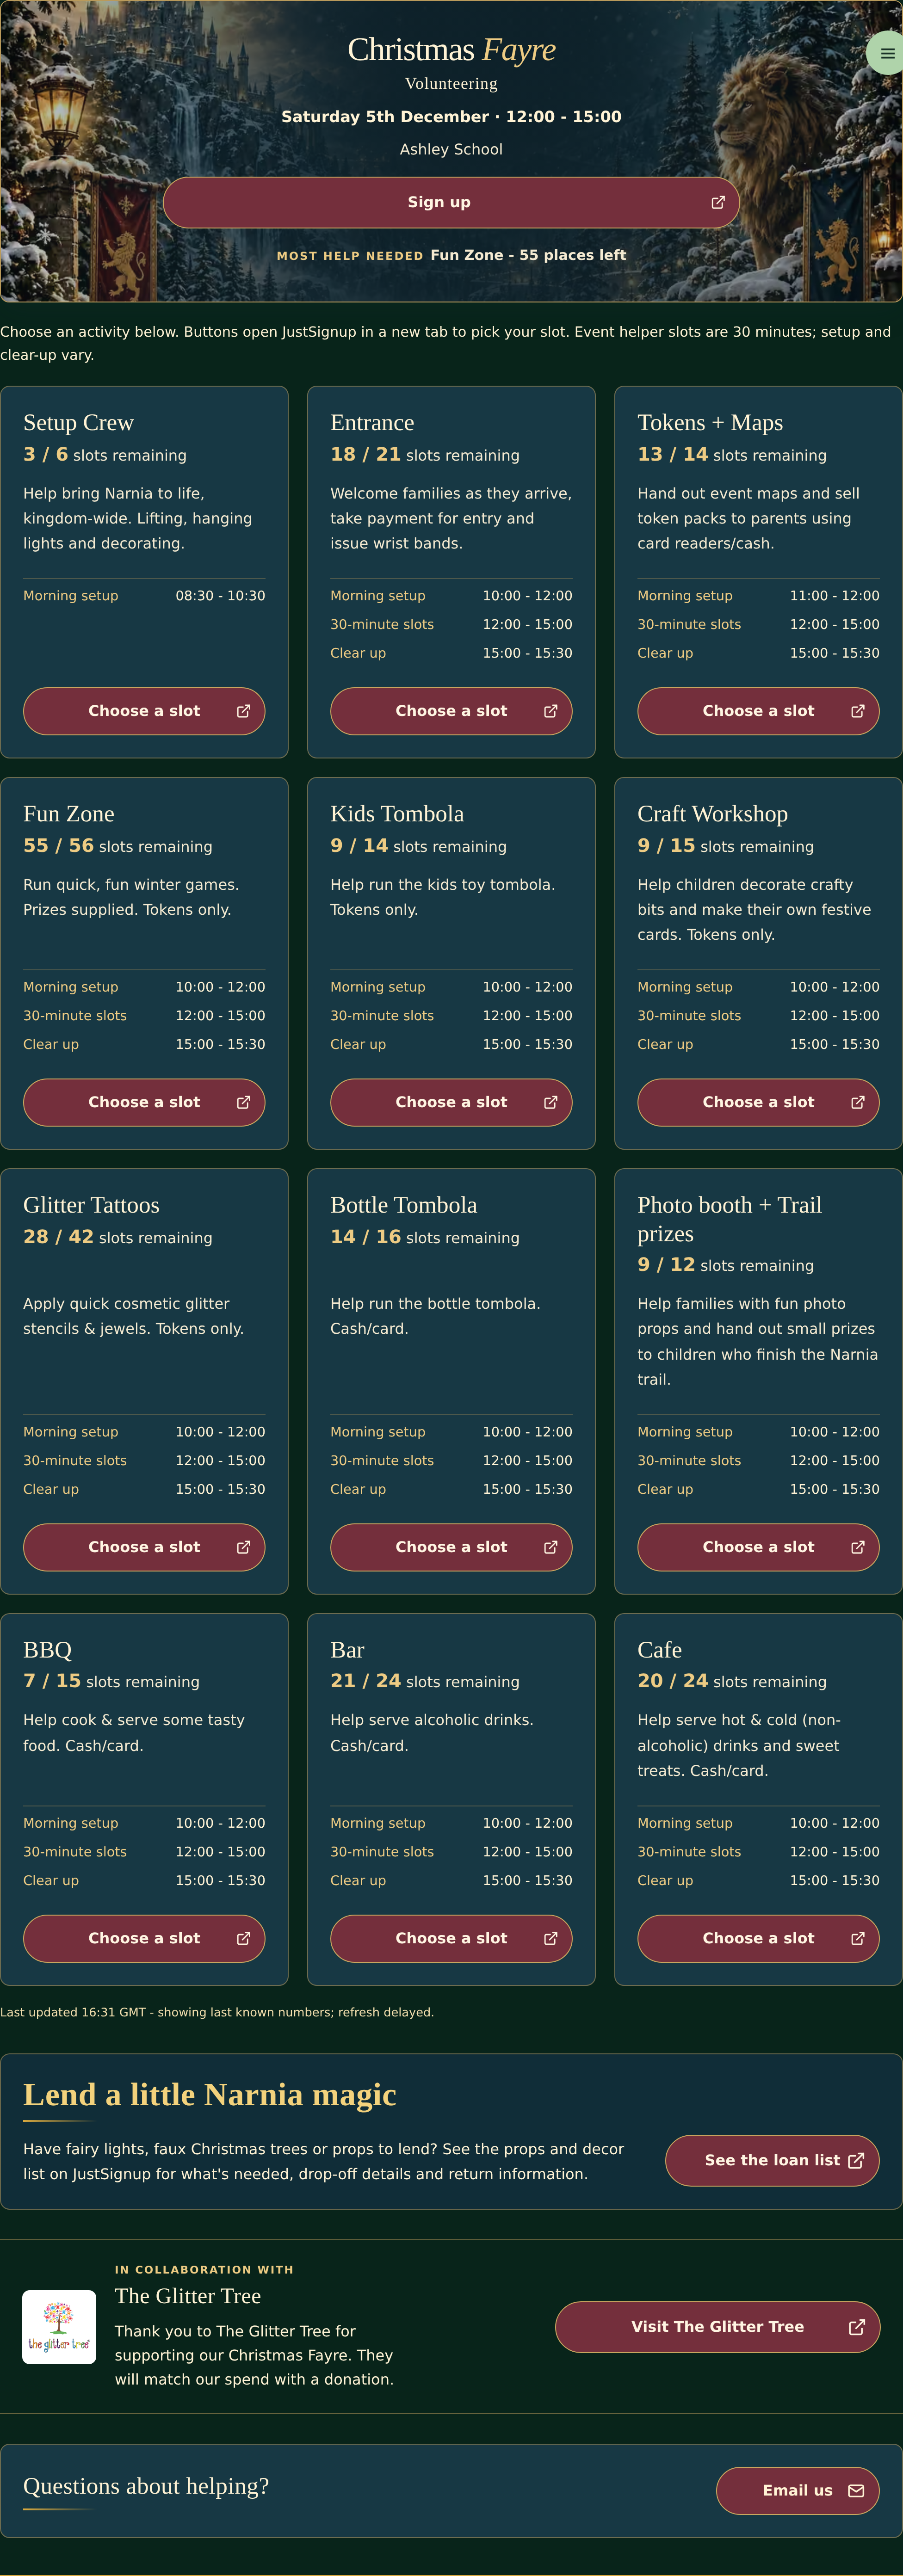 Christmas Fayre
Volunteering
Saturday 5th December · 12:00 - 15:00
Ashley School
Sign up
MOST HELP NEEDED Fun Zone - 55 places left
Choose an activity below. Buttons open JustSignup in a new tab to pick your slot. Event helper slots are 30 minutes; setup and
clear-up vary.
Setup Crew
3 / 6 slots remaining
Help bring Narnia to life,
kingdom-wide. Lifting, hanging
lights and decorating.
Morning setup 08:30 - 10:30
Choose a slot
Entrance
18 / 21 slots remaining
Welcome families as they arrive,
take payment for entry and
issue wrist bands.
Morning setup 10:00 - 12:00
30-minute slots 12:00 - 15:00
Clear up 15:00 - 15:30
Choose a slot
Tokens + Maps
13 / 14 slots remaining
Hand out event maps and sell
token packs to parents using
card readers/cash.
Morning setup 11:00 - 12:00
30-minute slots 12:00 - 15:00
Clear up 15:00 - 15:30
Choose a slot
Fun Zone
55 / 56 slots remaining
Run quick, fun winter games.
Prizes supplied. Tokens only.
Morning setup 10:00 - 12:00
30-minute slots 12:00 - 15:00
Clear up 15:00 - 15:30
Choose a slot
Kids Tombola
9 / 14 slots remaining
Help run the kids toy tombola.
Tokens only.
Morning setup 10:00 - 12:00
30-minute slots 12:00 - 15:00
Clear up 15:00 - 15:30
Choose a slot
Craft Workshop
9 / 15 slots remaining
Help children decorate crafty
bits and make their own festive
cards. Tokens only.
Morning setup 10:00 - 12:00
30-minute slots 12:00 - 15:00
Clear up 15:00 - 15:30
Choose a slot
Glitter Tattoos
28 / 42 slots remaining
Apply quick cosmetic glitter
stencils & jewels. Tokens only.
Morning setup 10:00 - 12:00
30-minute slots 12:00 - 15:00
Clear up 15:00 - 15:30
Choose a slot
Bottle Tombola
14 / 16 slots remaining
Help run the bottle tombola.
Cash/card.
Morning setup 10:00 - 12:00
30-minute slots 12:00 - 15:00
Clear up 15:00 - 15:30
Choose a slot
Photo booth + Trail
prizes
9 / 12 slots remaining
Help families with fun photo
props and hand out small prizes
to children who finish the Narnia
trail.
Morning setup 10:00 - 12:00
30-minute slots 12:00 - 15:00
Clear up 15:00 - 15:30
Choose a slot
BBQ
7 / 15 slots remaining
Help cook & serve some tasty
food. Cash/card.
Morning setup 10:00 - 12:00
30-minute slots 12:00 - 15:00
Clear up 15:00 - 15:30
Choose a slot
Bar
21 / 24 slots remaining
Help serve alcoholic drinks.
Cash/card.
Morning setup 10:00 - 12:00
30-minute slots 12:00 - 15:00
Clear up 15:00 - 15:30
Choose a slot
Cafe
20 / 24 slots remaining
Help serve hot & cold (non-
alcoholic) drinks and sweet
treats. Cash/card.
Morning setup 10:00 - 12:00
30-minute slots 12:00 - 15:00
Clear up 15:00 - 15:30
Choose a slot
Last updated 16:31 GMT - showing last known numbers; refresh delayed.
Lend a little Narnia magic
Have fairy lights, faux Christmas trees or props to lend? See the props and decor
list on JustSignup for what's needed, drop-off details and return information.
See the loan list
the glitter tree
IN COLLABORATION WITH
The Glitter Tree
Thank you to The Glitter Tree for
supporting our Christmas Fayre. They
will match our spend with a donation.
Visit The Glitter Tree
Questions about helping?
Email us